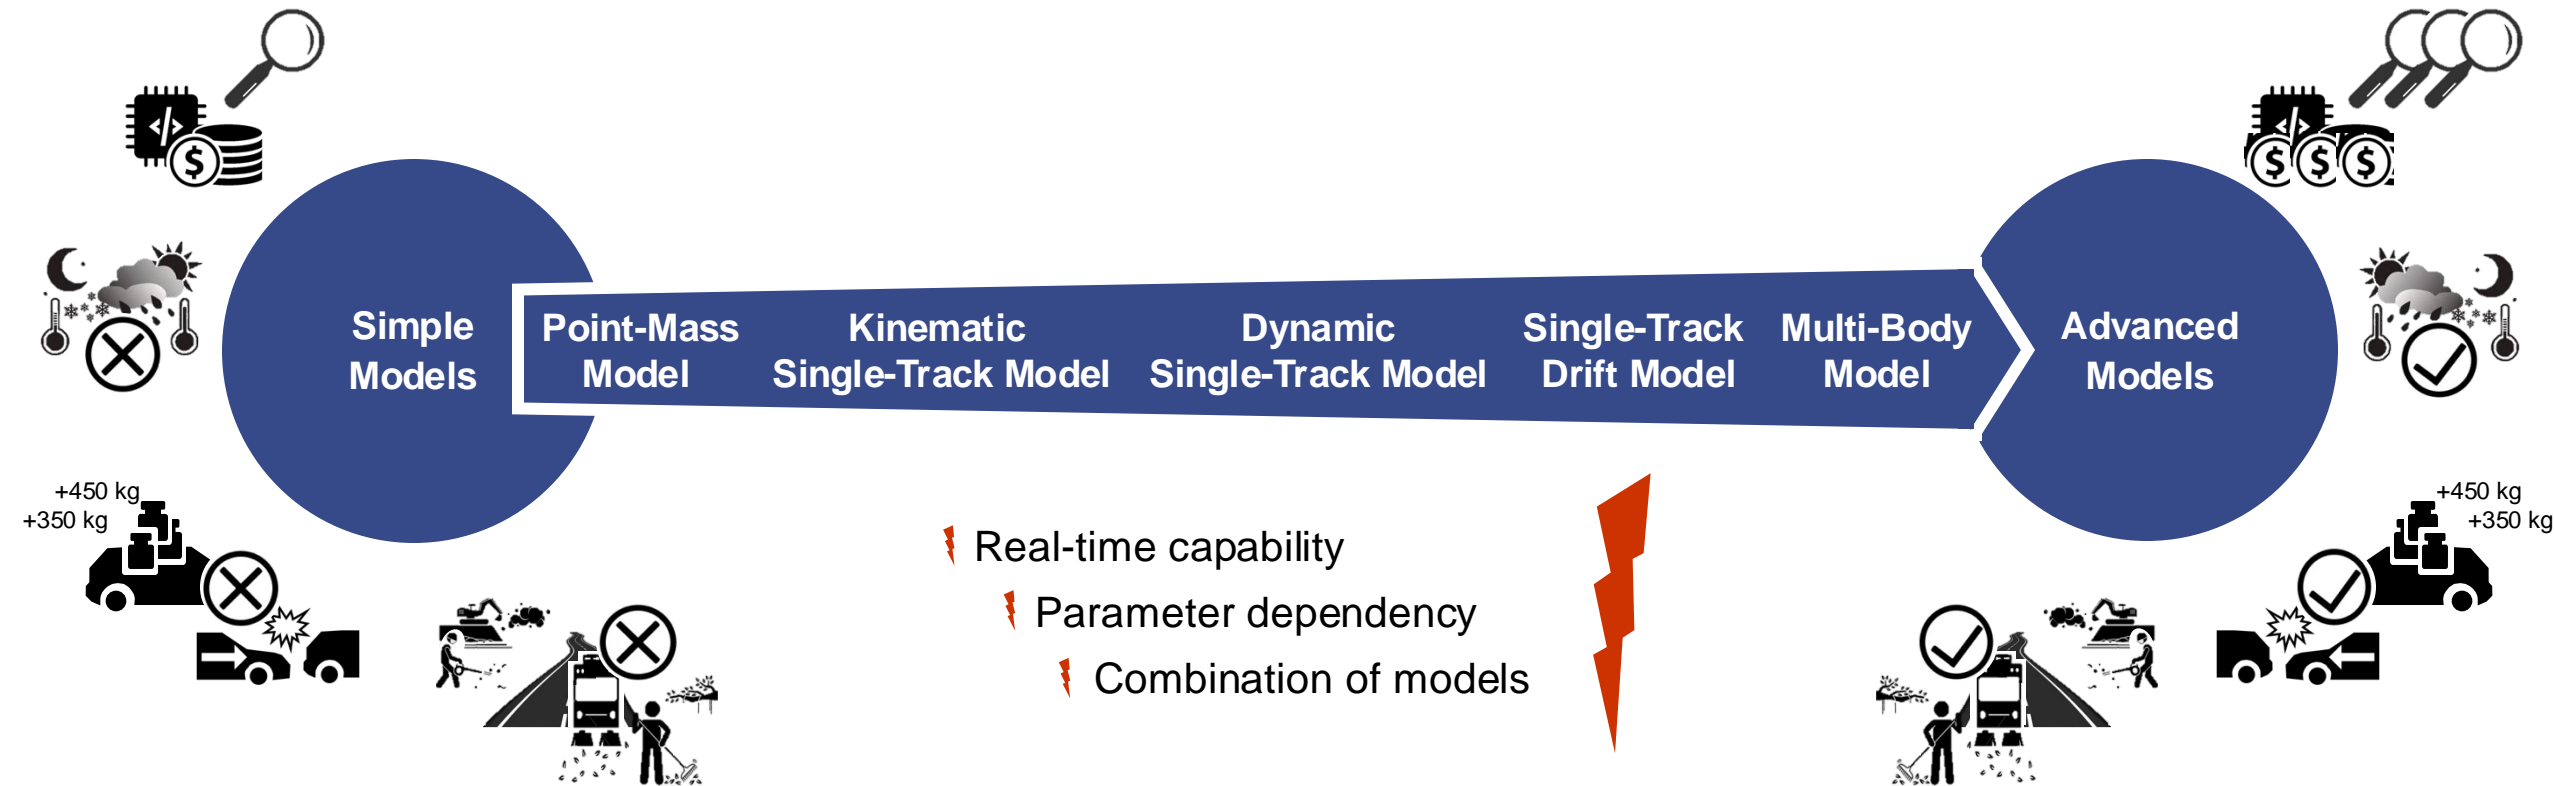 Simple
Models
Point-Mass
Model
Kinematic
Single-Track Model
Dynamic
Single-Track Model
Single-Track
Drift Model
Multi-Body
Model
Advanced
Models
+450 kg
+350 kg
+450 kg
+350 kg
Real-time capability
Parameter dependency
Combination of models